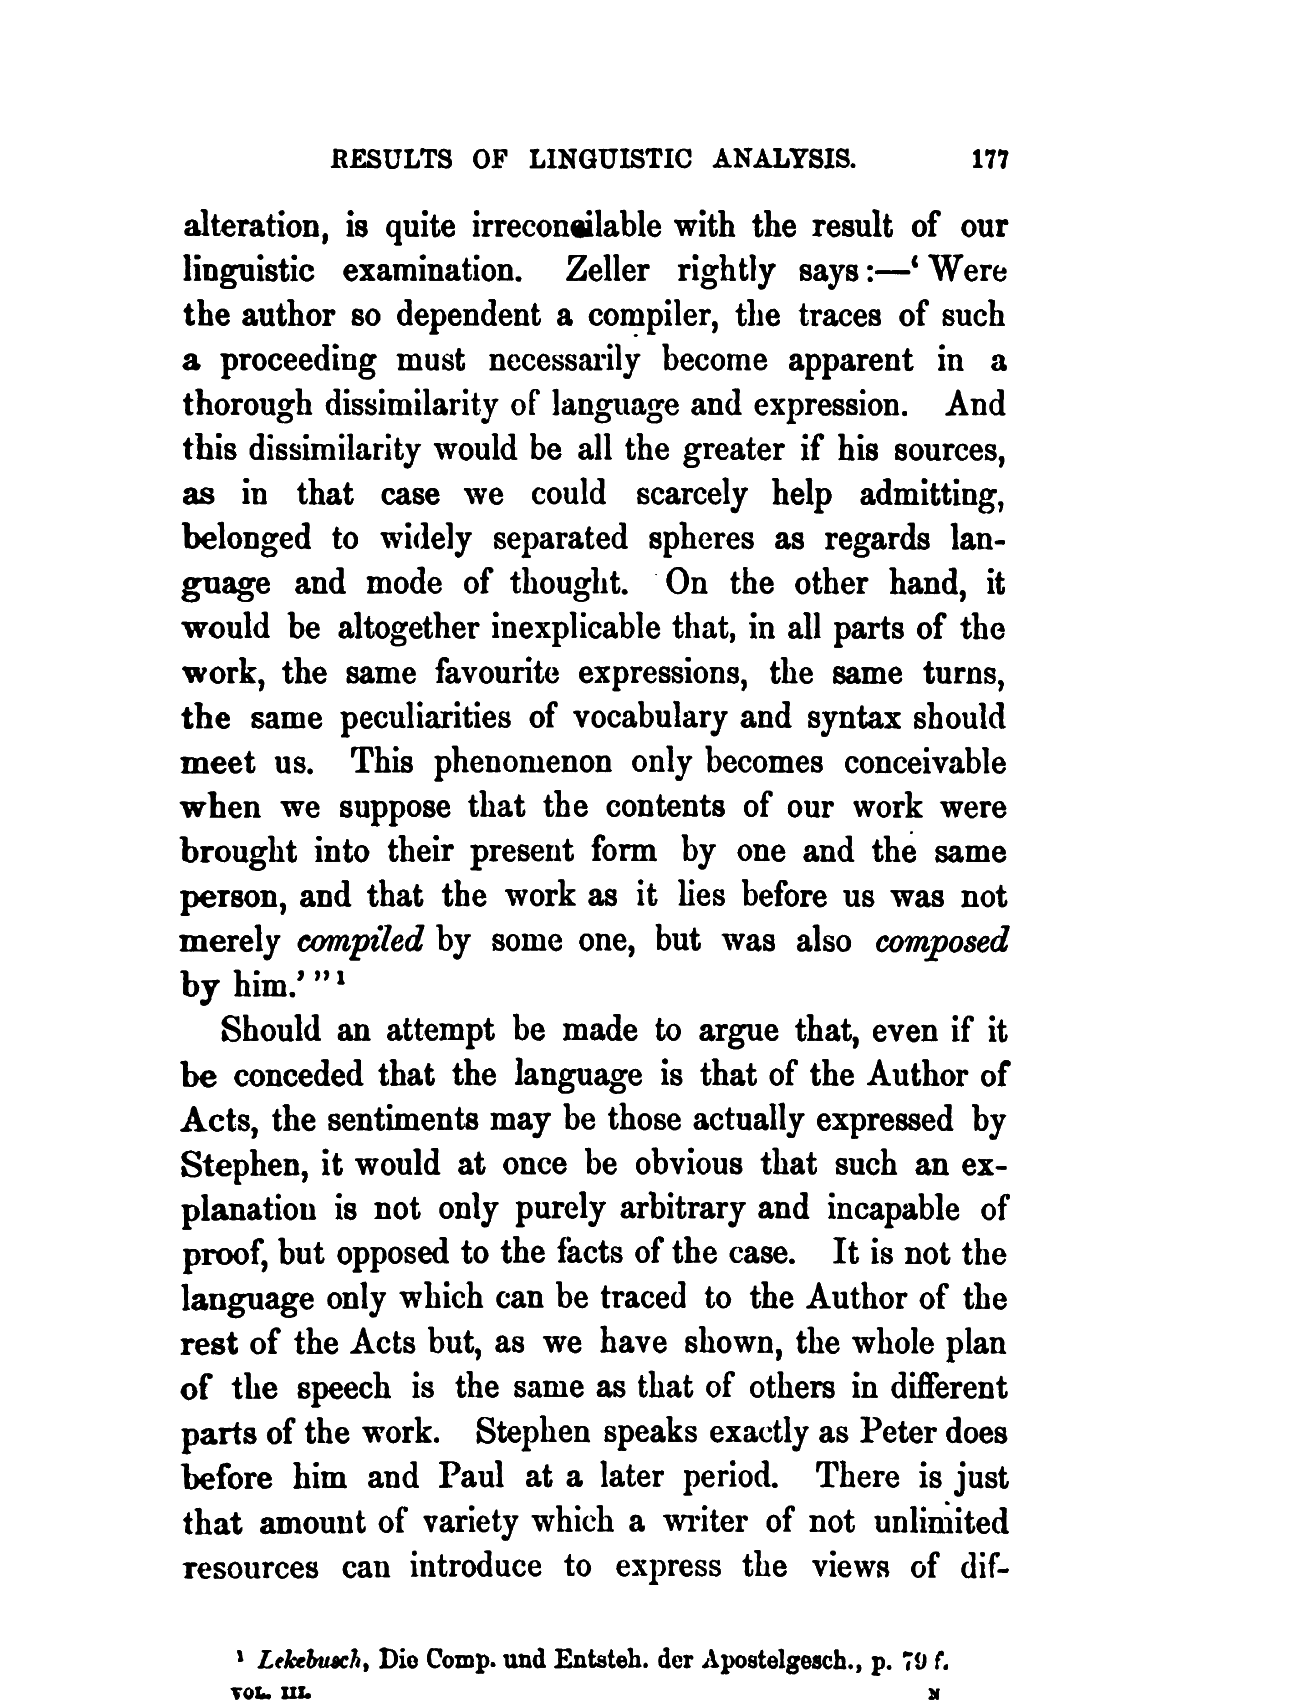 RESULTS OF LINGUISTIC ANALYSIS. 177
alteration, is quite irreconcilable with the result of our
linguistic examination. Zeller rightly says:—‘Were
the author so dependent a compiler, the traces of such
a proceeding must necessarily become apparent in a
thorough dissimilarity of language and expression. And
this dissimilarity would be all the greater if his sources,
as in that case we could scarcely help admitting,
belonged to widely separated spheres as regards lan-
guage and mode of thought. On the other hand, it
would be altogether inexplicable that, in all parts of the
work, the same favourite expressions, the same turns,
the same peculiarities of vocabulary and syntax should
meet us. This phenomenon only becomes conceivable
when we suppose that the contents of our work were
brought into their present form by one and the same
person, and that the work as it lies before us was not
merely compiled by some one, but was also composed
by him.’”¹
Should an attempt be made to argue that, even if it
be conceded that the language is that of the Author of
Acts, the sentiments may be those actually expressed by
Stephen, it would at once be obvious that such an ex-
planation is not only purely arbitrary and incapable of
proof, but opposed to the facts of the case. It is not the
language only which can be traced to the Author of the
rest of the Acts but, as we have shown, the whole plan
of the speech is the same as that of others in different
parts of the work. Stephen speaks exactly as Peter does
before him and Paul at a later period. There is just
that amount of variety which a writer of not unlimited
resources can introduce to express the views of dif-
¹ Lekebusch, Die Comp. und Entsteh. der Apostelgesch., p. 79 f.
VOL. III. N